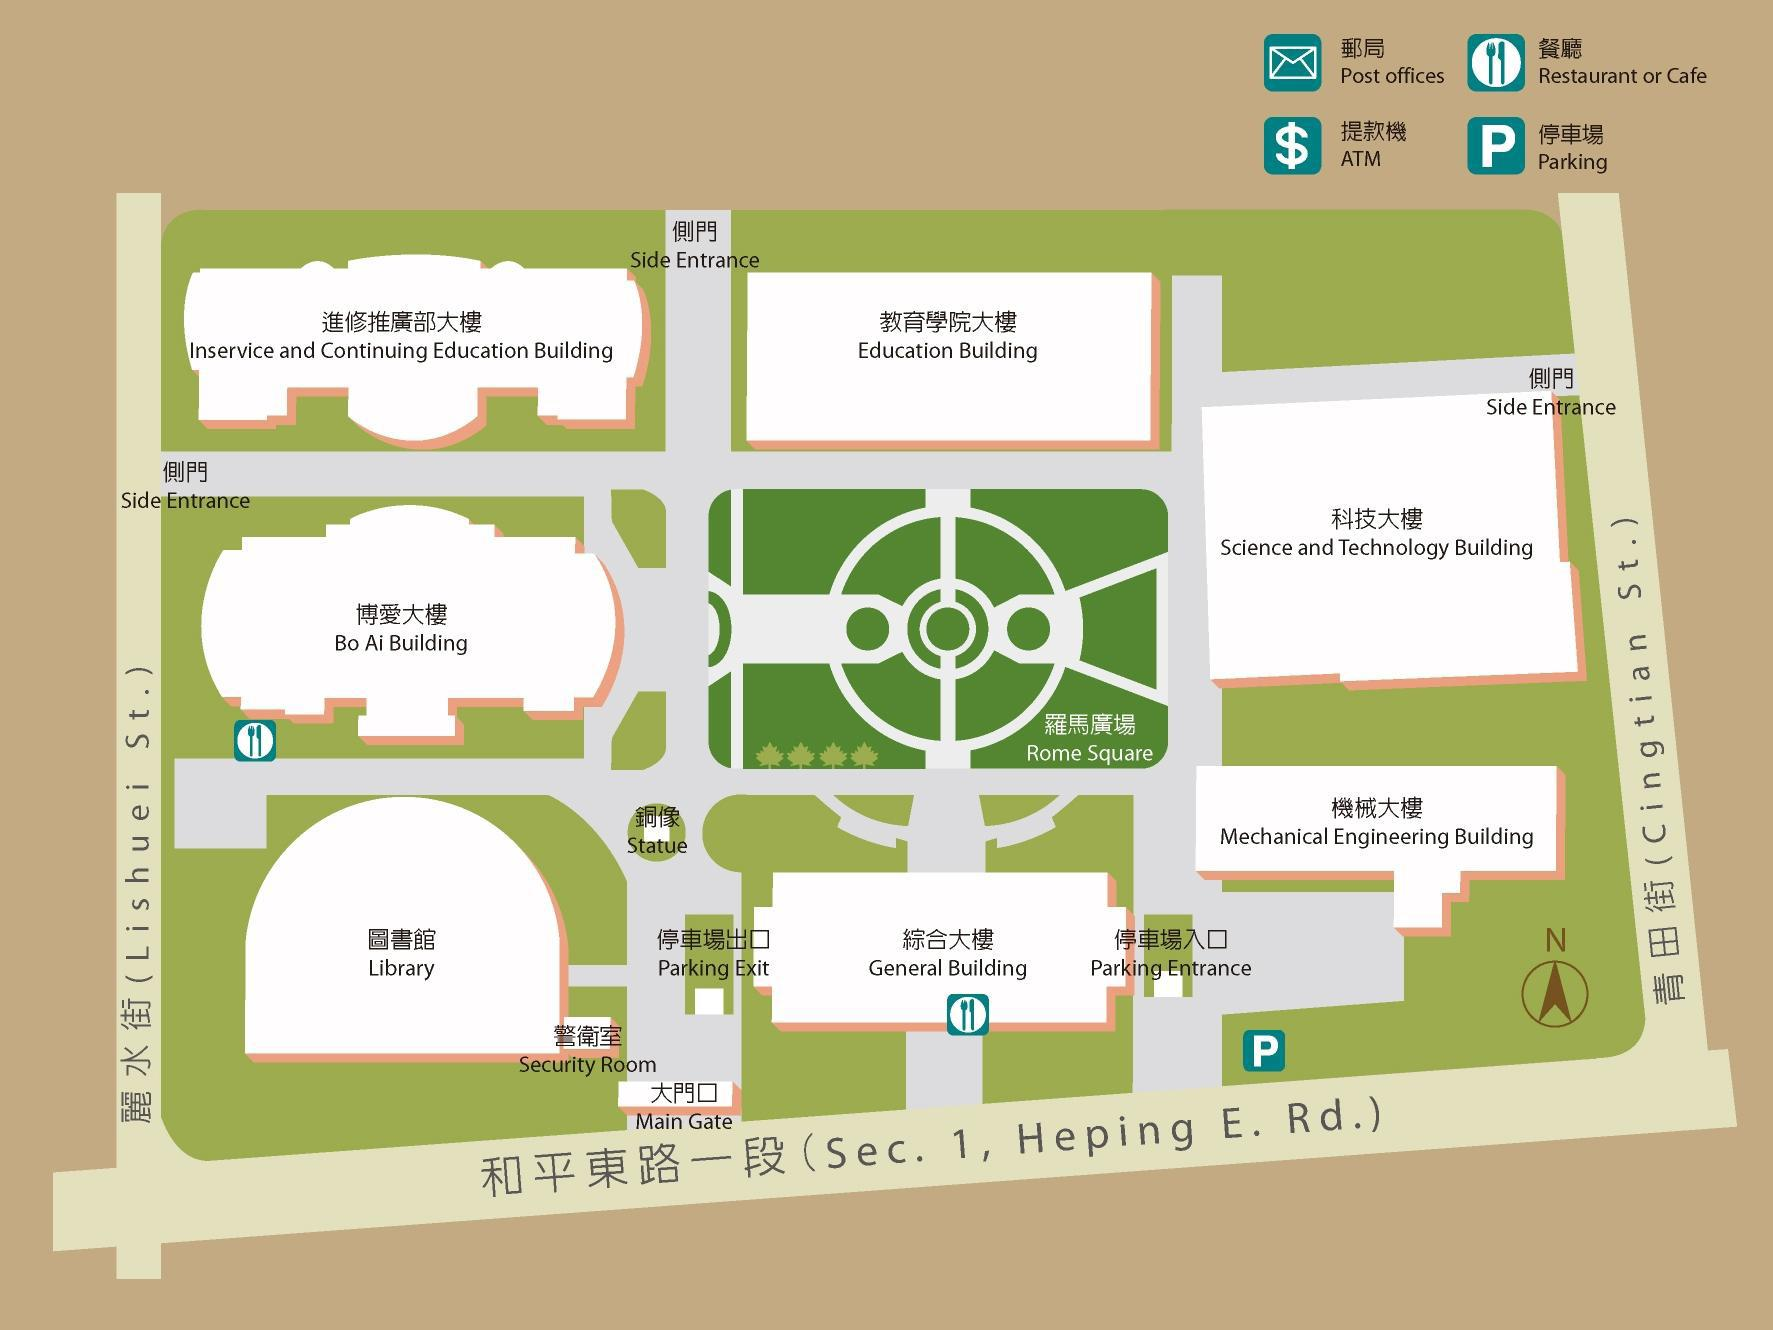 郵局
Post offices
餐廳
Restaurant or Cafe
提款機
ATM
停車場
Parking
側門
Side Entrance
進修推廣部大樓
Inservice and Continuing Education Building
教育學院大樓
Education Building
側門
Side Entrance
側門
Side Entrance
科技大樓
Science and Technology Building
博愛大樓
Bo Ai Building
羅馬廣場
Rome Square
銅像
Statue
機械大樓
Mechanical Engineering Building
圖書館
Library
停車場出口
Parking Exit
綜合大樓
General Building
停車場入口
Parking Entrance
N
警衛室
Security Room
大門口
Main Gate
麗水街(Lishuei St.)
青田街(Cingtian St.)
和平東路一段(Sec. 1, Heping E. Rd.)
P